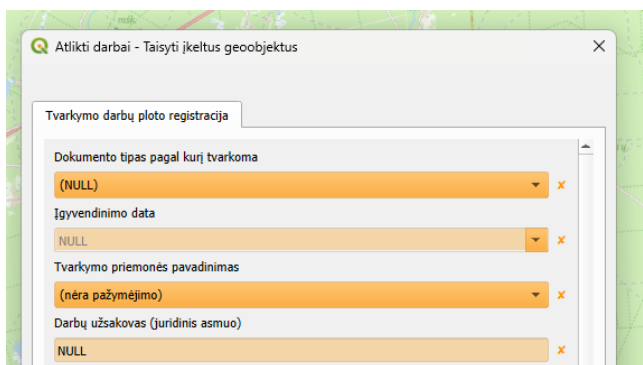 Atlikti darbai - Taisyti įkeltus geoobjektus
Tvarkymo darbų ploto registracija
Dokumento tipas pagal kurį tvarkoma
(NULL)
Įgyvendinimo data
NULL
Tvarkymo priemonės pavadinimas
(nėra pažymėjimo)
Darbų užsakovas (juridinis asmuo)
NULL